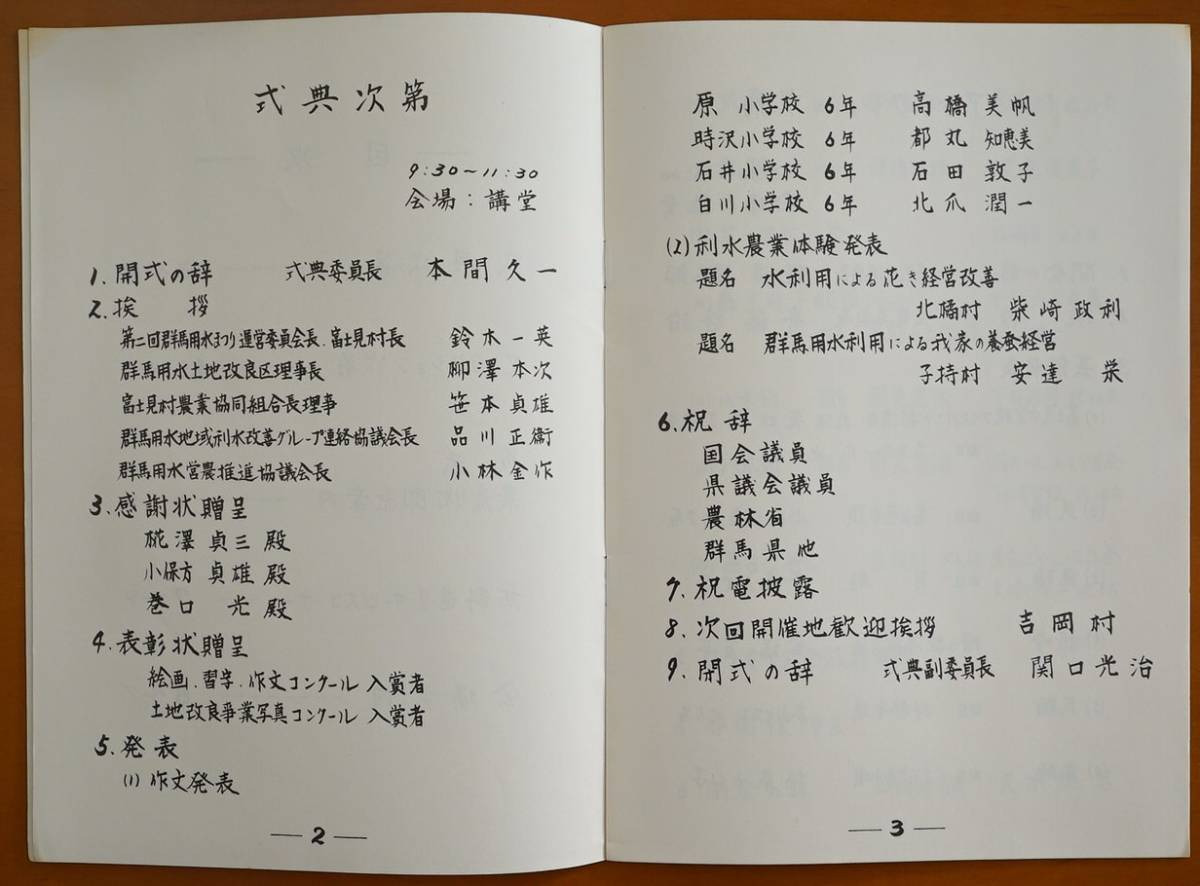 式典次第
9:30～11:30
会場：講堂
1.開式の辞 式典委員長 本間久一
2.挨 拶
第二回群馬用水まつり運営委員会長、富士見村長 鈴木一英
群馬用水土地改良区理事長 柳澤本次
富士見村農業協同組合長理事 笹本貞雄
群馬用水地域利水改善グループ連絡協議会長 品川正衛
群馬用水営農推進協議会長 小林金作
3.感謝状贈呈
椛澤貞三殿
小保方貞雄殿
巻口 光殿
4.表彰状贈呈
絵画、習字、作文コンクール入賞者
土地改良事業写真コンクール入賞者
5.発表
(1)作文発表
— 2 —
原 小学校 6年 高橋美帆
時沢小学校 6年 都丸知恵美
石井小学校 6年 石田敦子
白川小学校 6年 北爪潤一
(2)利水農業体験発表
題名 水利用による花き経営改善
北橘村 柴崎政利
題名 群馬用水利用による我家の養蚕経営
子持村 安達 栄
6.祝辞
国会議員
県議会議員
農林省
群馬県他
7.祝電披露
8.次回開催地歓迎挨拶 吉岡村
9.開式の辞 式典副委員長 関口光治
— 3 —